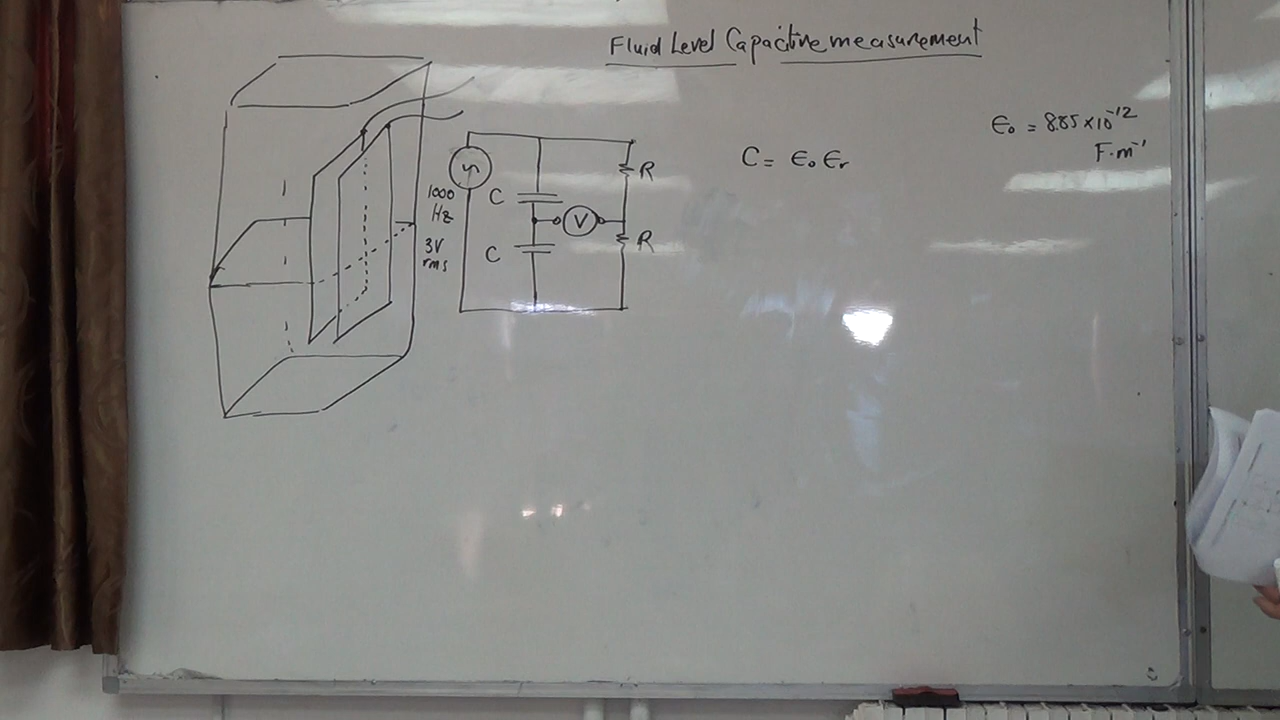 Fluid Level Capacitive measurement
ϵ₀ = 8.85 × 10⁻¹²
F·m⁻¹
C = ϵ₀ ϵᵣ
1000
Hz
3V
rms
C
C
V
R
R